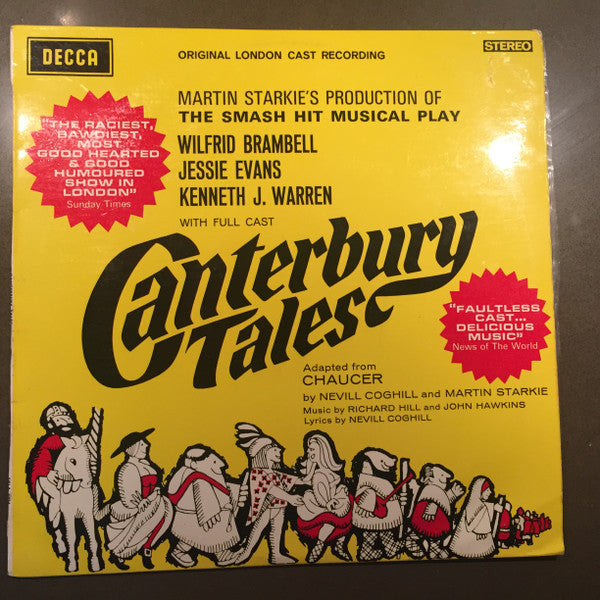 DECCA
ORIGINAL LONDON CAST RECORDING
STEREO
MARTIN STARKIE'S PRODUCTION OF
THE SMASH HIT MUSICAL PLAY
WILFRID BRAMBELL
JESSIE EVANS
KENNETH J. WARREN
WITH FULL CAST
"THE RACIEST,
BAWDIEST,
MOST
GOOD HEARTED
& GOOD
HUMOURED
SHOW IN
LONDON"
Sunday Times
Canterbury
Tales
"FAULTLESS
CAST...
DELICIOUS
MUSIC"
News of The World
Adapted from
CHAUCER
by NEVILL COGHILL and MARTIN STARKIE
Music by RICHARD HILL and JOHN HAWKINS
Lyrics by NEVILL COGHILL